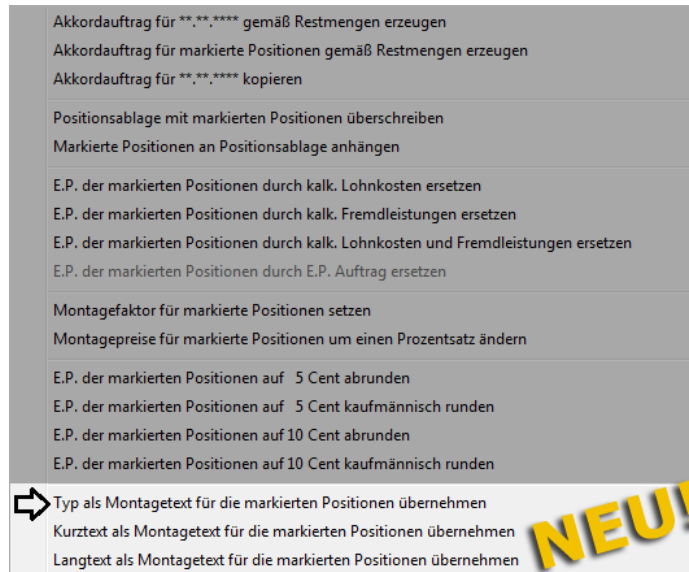 Akkordauftrag für **.**.**** gemäß Restmengen erzeugen
Akkordauftrag für markierte Positionen gemäß Restmengen erzeugen
Akkordauftrag für **.**.**** kopieren
Positionsablage mit markierten Positionen überschreiben
Markierte Positionen an Positionsablage anhängen
E.P. der markierten Positionen durch kalk. Lohnkosten ersetzen
E.P. der markierten Positionen durch kalk. Fremdleistungen ersetzen
E.P. der markierten Positionen durch kalk. Lohnkosten und Fremdleistungen ersetzen
E.P. der markierten Positionen durch E.P. Auftrag ersetzen
Montagefaktor für markierte Positionen setzen
Montagepreise für markierte Positionen um einen Prozentsatz ändern
E.P. der markierten Positionen auf 5 Cent abrunden
E.P. der markierten Positionen auf 5 Cent kaufmännisch runden
E.P. der markierten Positionen auf 10 Cent abrunden
E.P. der markierten Positionen auf 10 Cent kaufmännisch runden
Typ als Montagetext für die markierten Positionen übernehmen
Kurztext als Montagetext für die markierten Positionen übernehmen
Langtext als Montagetext für die markierten Positionen übernehmen
NEU!